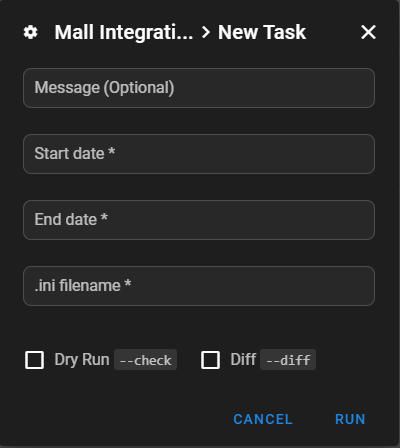 Mall Integrati... > New Task
Message (Optional)
Start date *
End date *
.ini filename *
Dry Run --check Diff --diff
CANCEL RUN